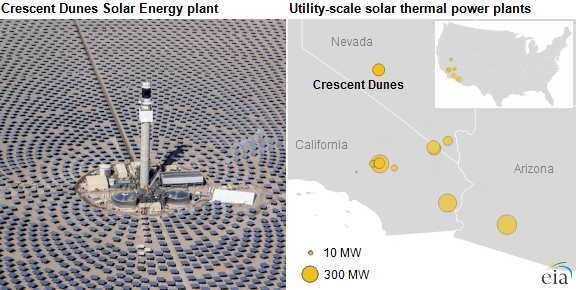 Crescent Dunes Solar Energy plant
Utility-scale solar thermal power plants
Nevada
Crescent Dunes
California
Arizona
10 MW
300 MW
eia